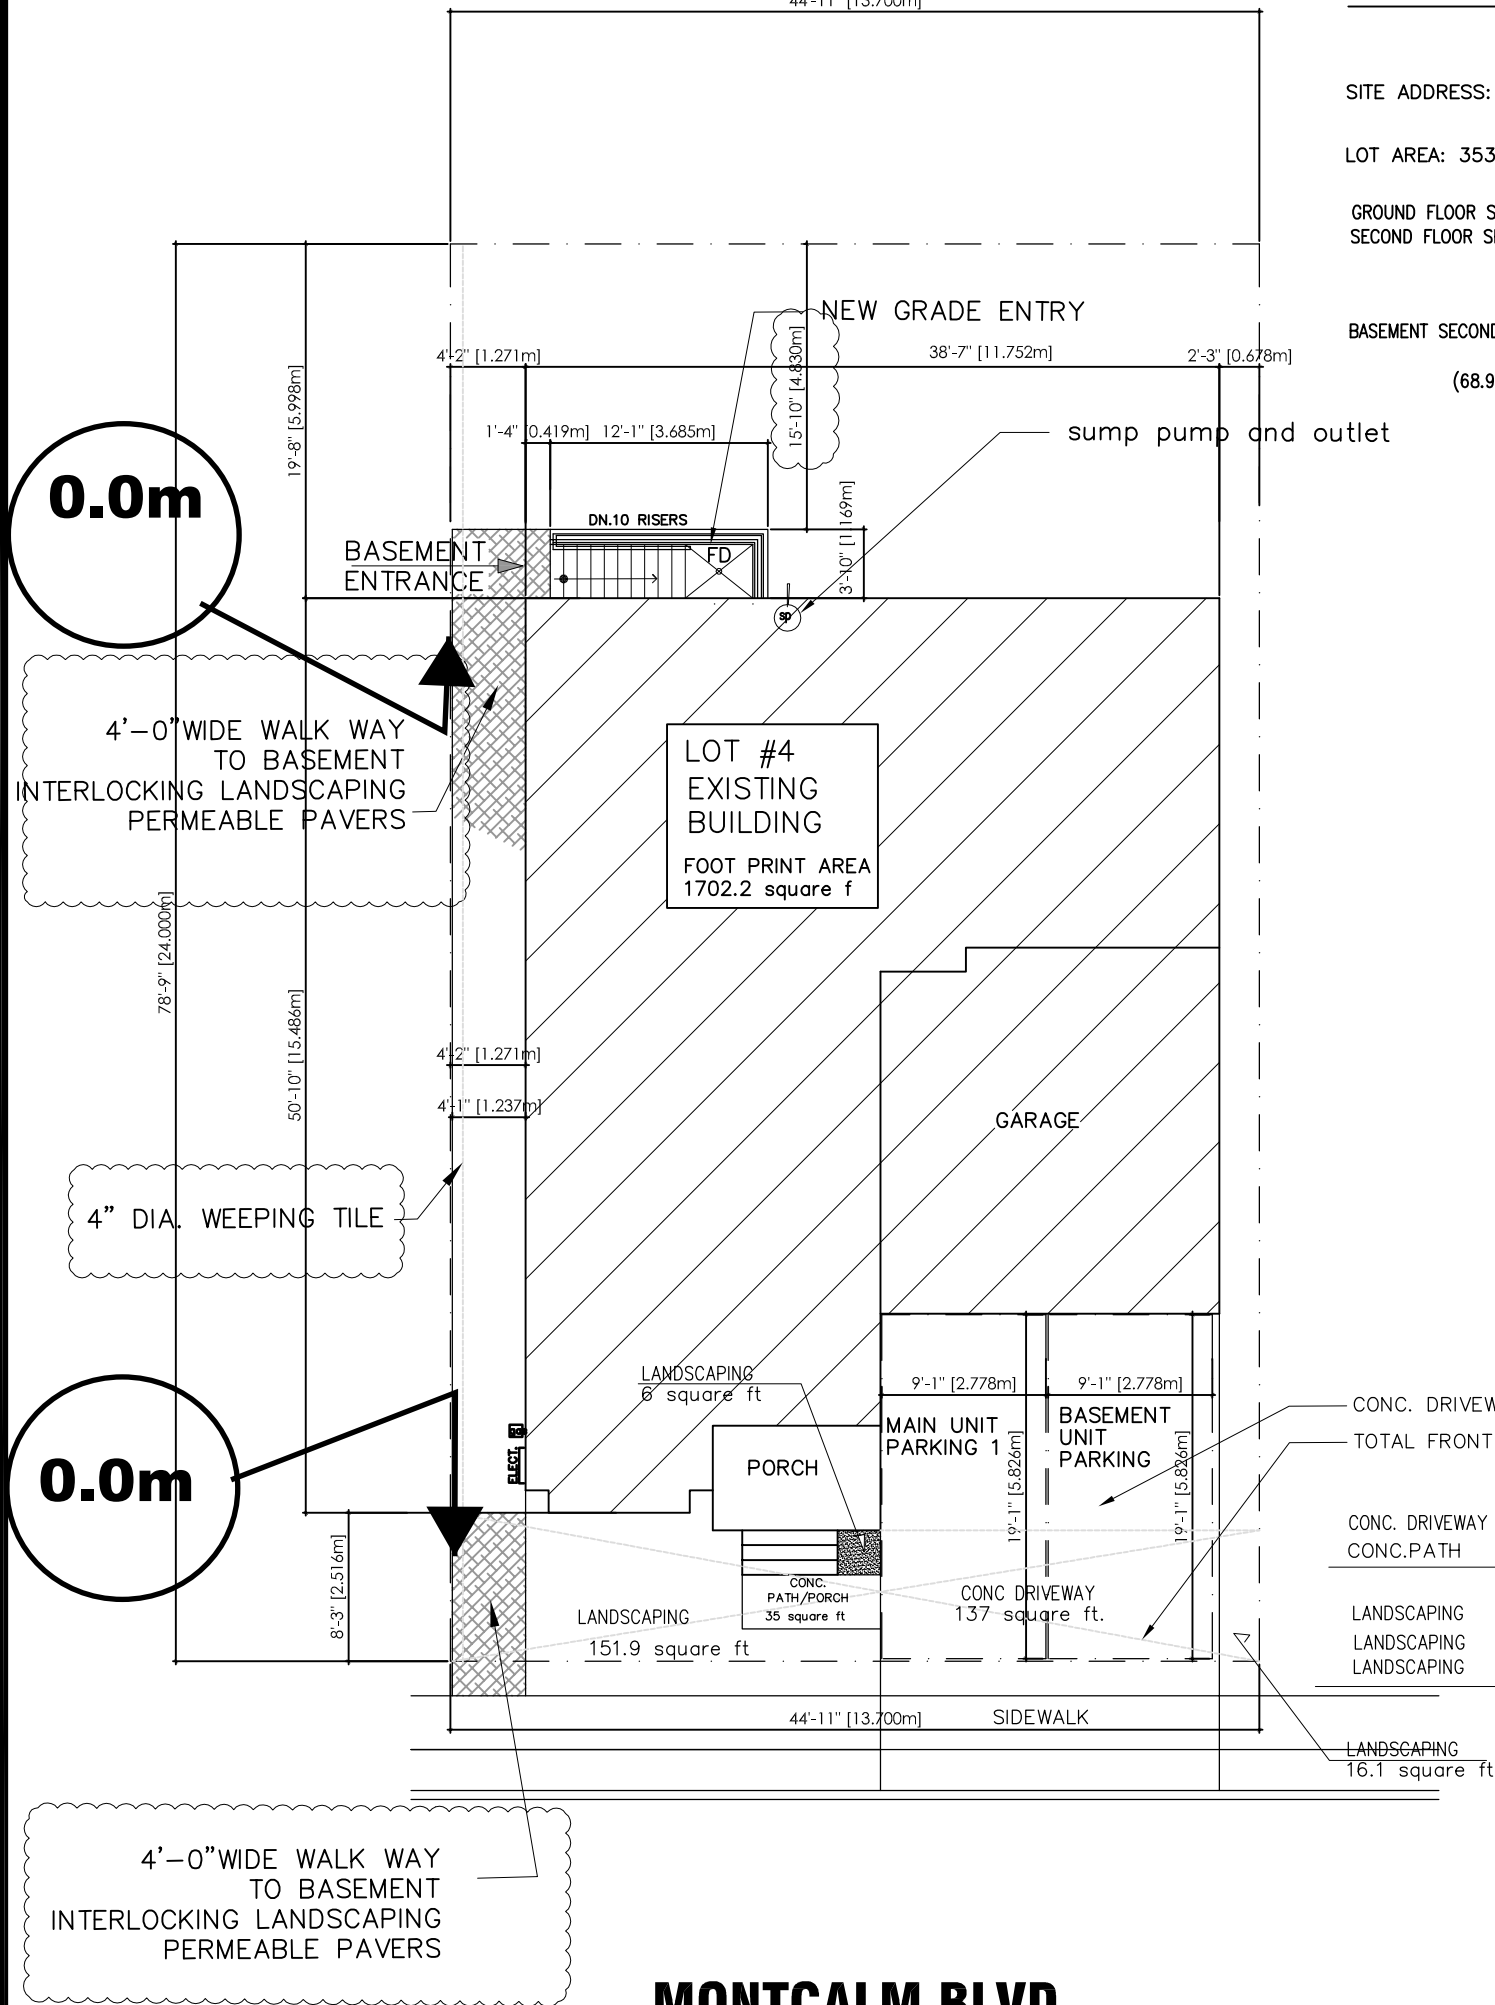 44'-11" [13.700m]
SITE ADDRESS:
LOT AREA: 353
GROUND FLOOR S
SECOND FLOOR S
BASEMENT SECOND
(68.9
NEW GRADE ENTRY
4'-2" [1.271m]
15'-10" [4.830m]
38'-7" [11.752m]
2'-3" [0.678m]
19'-8" [5.998m]
1'-4" [0.419m]
12'-1" [3.685m]
sump pump and outlet
0.0m
DN.10 RISERS
3'-10" [1.169m]
BASEMENT
ENTRANCE
FD
sp
4'-0"WIDE WALK WAY
TO BASEMENT
INTERLOCKING LANDSCAPING
PERMEABLE PAVERS
LOT #4
EXISTING
BUILDING
FOOT PRINT AREA
1702.2 square f
78'-9" [24.000m]
50'-10" [15.486m]
4'-2" [1.271m]
4'-1" [1.237m]
GARAGE
4" DIA. WEEPING TILE
LANDSCAPING
6 square ft
9'-1" [2.778m]
9'-1" [2.778m]
CONC. DRIVEW
TOTAL FRONT
MAIN UNIT
PARKING 1
BASEMENT
UNIT
PARKING
19'-1" [5.826m]
19'-1" [5.826m]
ELECT.
PORCH
0.0m
8'-3" [2.516m]
CONC. DRIVEWAY
CONC.PATH
CONC.
PATH/PORCH
35 square ft
CONC DRIVEWAY
137 square ft.
LANDSCAPING
151.9 square ft
LANDSCAPING
LANDSCAPING
LANDSCAPING
44'-11" [13.700m]
SIDEWALK
LANDSCAPING
16.1 square ft
4'-0"WIDE WALK WAY
TO BASEMENT
INTERLOCKING LANDSCAPING
PERMEABLE PAVERS
MONTCALM BLVD